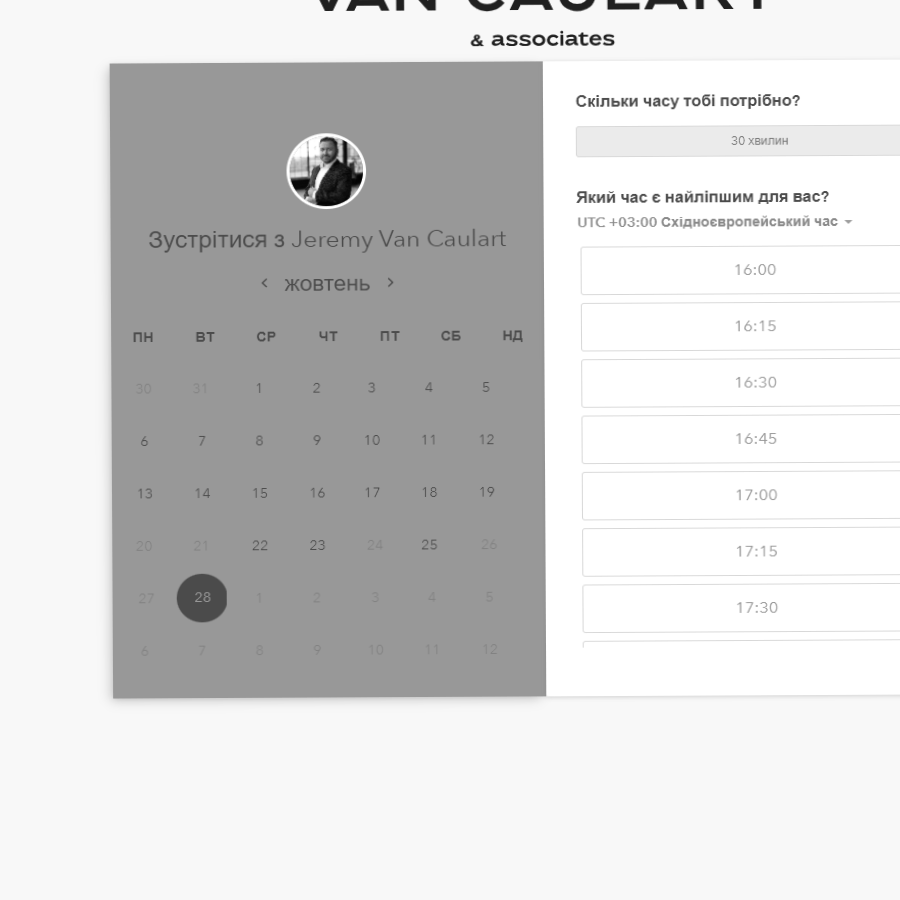 VAN CAULART
& associates
Зустрітися з Jeremy Van Caulart
жовтень
ПН ВТ СР ЧТ ПТ СБ НД
30 31 1 2 3 4 5
6 7 8 9 10 11 12
13 14 15 16 17 18 19
20 21 22 23 24 25 26
27 28 1 2 3 4 5
6 7 8 9 10 11 12
Скільки часу тобі потрібно?
30 хвилин
Який час є найліпшим для вас?
UTC +03:00 Східноєвропейський час
16:00
16:15
16:30
16:45
17:00
17:15
17:30